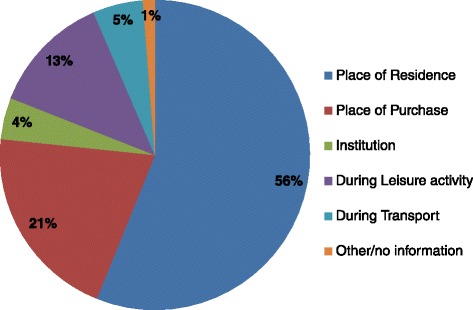 1%
5%
13%
4%
21%
56%
Place of Residence
Place of Purchase
Institution
During Leisure activity
During Transport
Other/no information